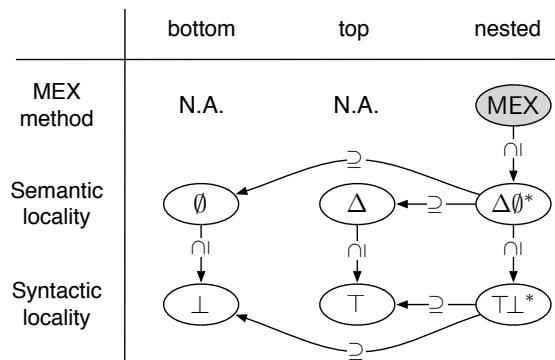 bottom top nested
MEX
method N.A. N.A. MEX
⊇
⊇
Semantic
locality ∅ Δ ⊇ Δ∅*
⊇ ⊇ ⊇
Syntactic
locality ⊥ ⊤ ⊇ ⊤⊥*
⊇